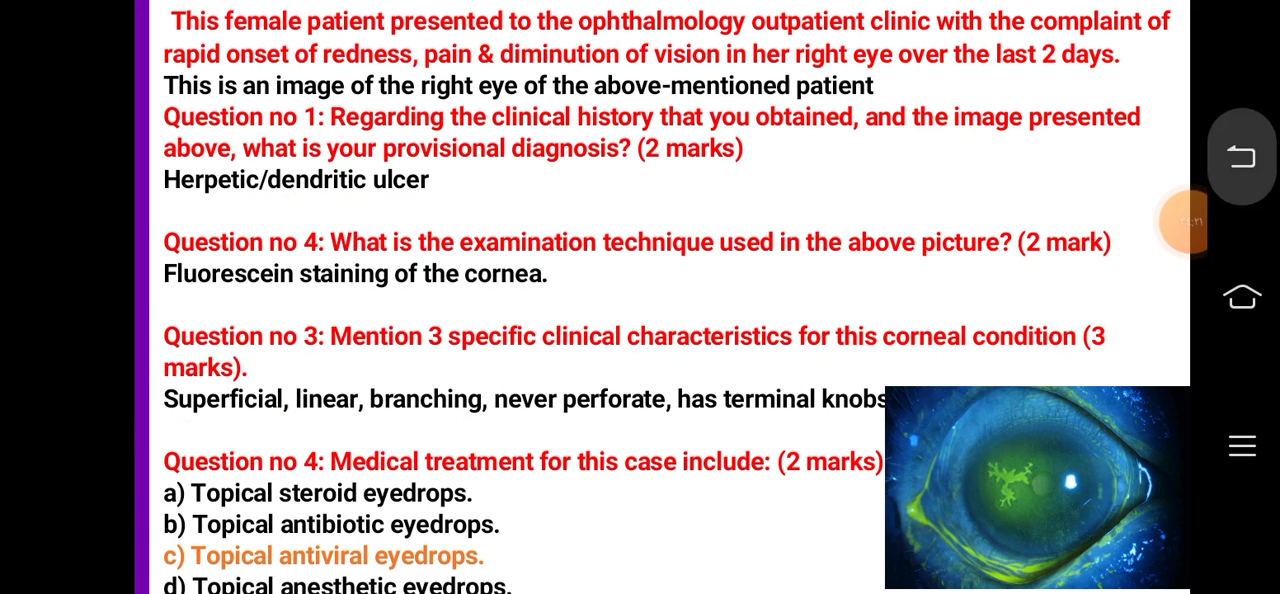 This female patient presented to the ophthalmology outpatient clinic with the complaint of
rapid onset of redness, pain & diminution of vision in her right eye over the last 2 days.
This is an image of the right eye of the above-mentioned patient
Question no 1: Regarding the clinical history that you obtained, and the image presented
above, what is your provisional diagnosis? (2 marks)
Herpetic/dendritic ulcer
Question no 4: What is the examination technique used in the above picture? (2 mark)
Fluorescein staining of the cornea.
Question no 3: Mention 3 specific clinical characteristics for this corneal condition (3
marks).
Superficial, linear, branching, never perforate, has terminal knobs
Question no 4: Medical treatment for this case include: (2 marks)
a) Topical steroid eyedrops.
b) Topical antibiotic eyedrops.
c) Topical antiviral eyedrops.
d) Topical anesthetic eyedrops.